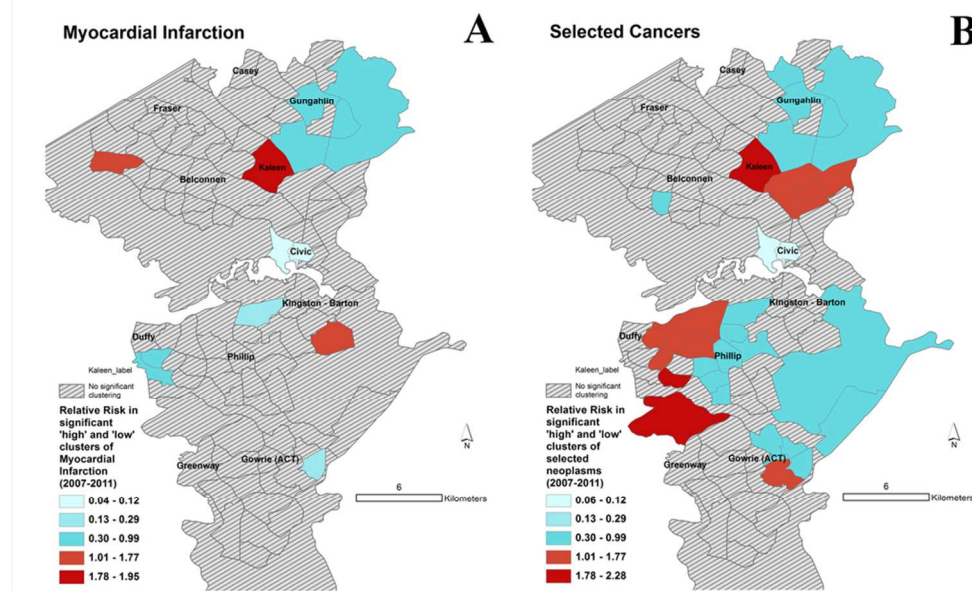 Myocardial Infarction
A
Casey
Gungahlin
Fraser
Kaleen
Belconnen
Civic
Kingston - Barton
Duffy
Phillip
Kaleen_label
No significant
clustering
Relative Risk in
significant
'high' and 'low'
clusters of
Myocardial
Infarction
(2007-2011)
Greenway
Gowrie (ACT)
N
6
Kilometers
0.04 - 0.12
0.13 - 0.29
0.30 - 0.99
1.01 - 1.77
1.78 - 1.95
Selected Cancers
B
Casey
Gungahlin
Fraser
Kaleen
Belconnen
Civic
Kingston - Barton
Duffy
Phillip
Kaleen_label
No significant
clustering
Relative Risk in
significant
'high' and 'low'
clusters of
selected
neoplasms
(2007-2011)
Greenway
Gowrie (ACT)
N
6
Kilometers
0.06 - 0.12
0.13 - 0.29
0.30 - 0.99
1.01 - 1.77
1.78 - 2.28